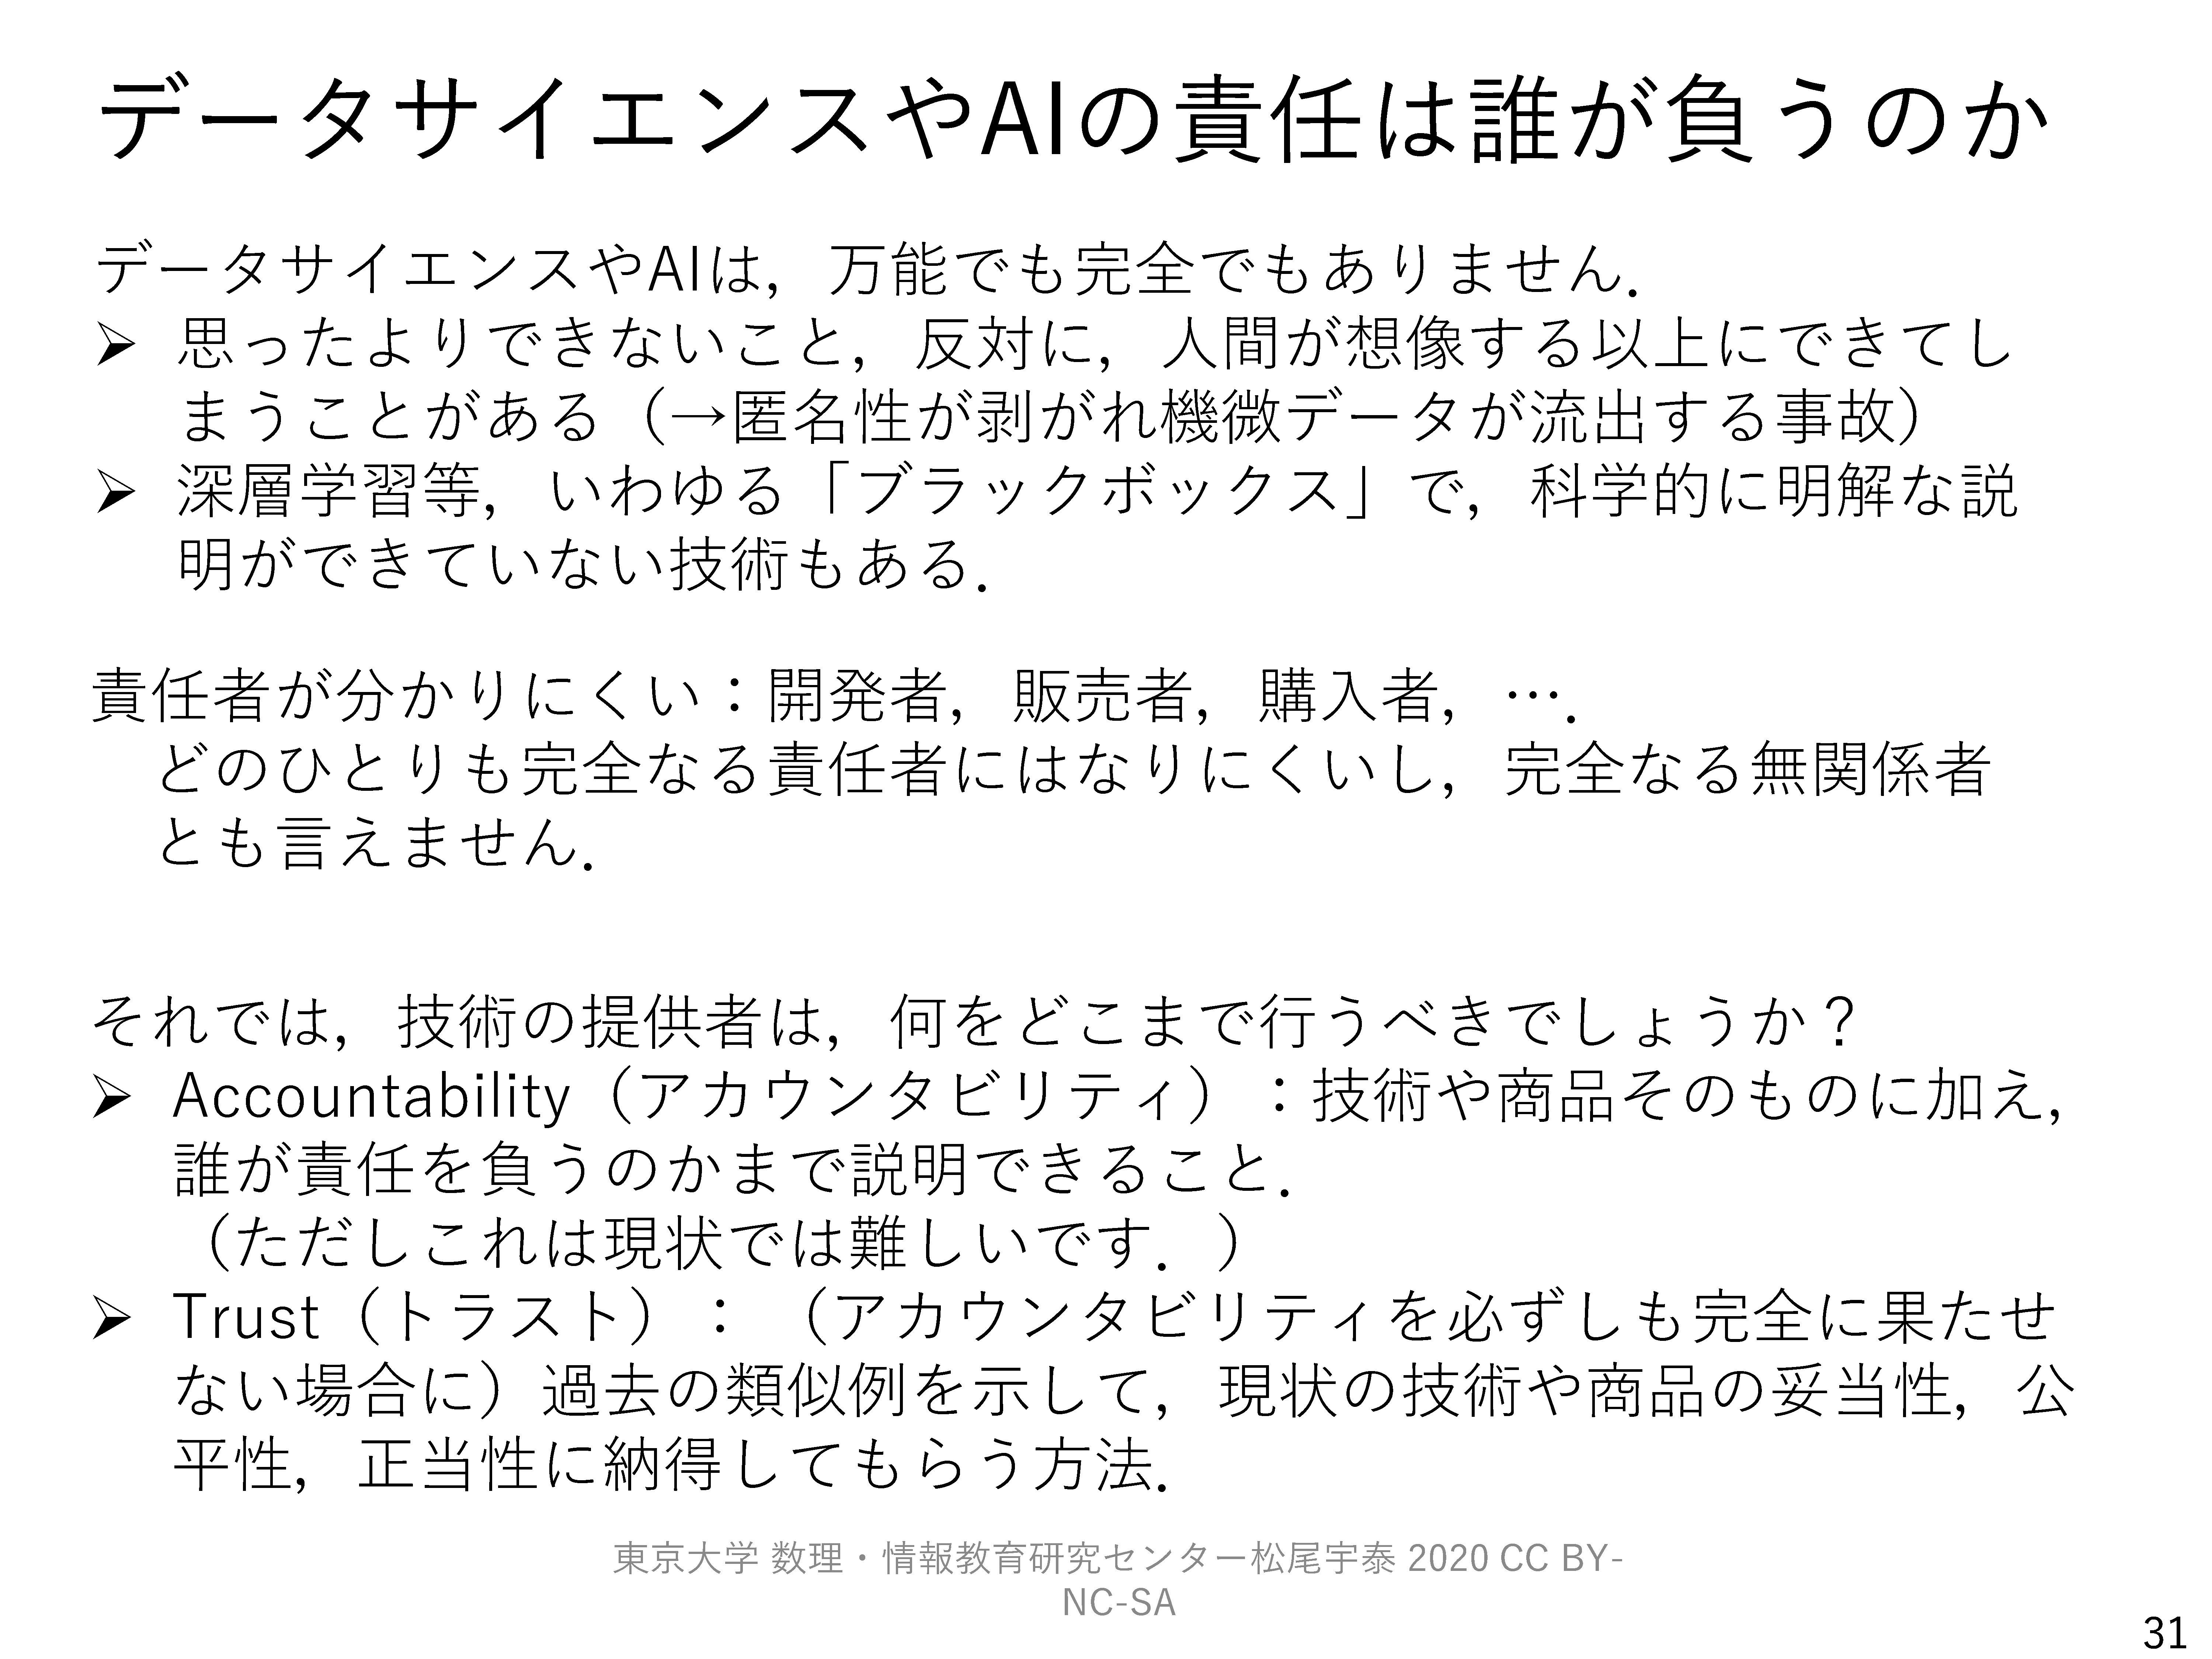 データサイエンスやAIの責任は誰が負うのか
データサイエンスやAIは，万能でも完全でもありません．
➢ 思ったよりできないこと，反対に，人間が想像する以上にできてし
まうことがある（→匿名性が剥がれ機微データが流出する事故）
➢ 深層学習等，いわゆる「ブラックボックス」で，科学的に明解な説
明ができていない技術もある．
責任者が分かりにくい：開発者，販売者，購入者，…．
どのひとりも完全なる責任者にはなりにくいし，完全なる無関係者
とも言えません．
それでは，技術の提供者は，何をどこまで行うべきでしょうか？
➢ Accountability（アカウンタビリティ）：技術や商品そのものに加え，
誰が責任を負うのかまで説明できること．
（ただしこれは現状では難しいです．）
➢ Trust（トラスト）：（アカウンタビリティを必ずしも完全に果たせ
ない場合に）過去の類似例を示して，現状の技術や商品の妥当性，公
平性，正当性に納得してもらう方法．
東京大学 数理・情報教育研究センター松尾宇泰 2020 CC BY-
NC-SA
31